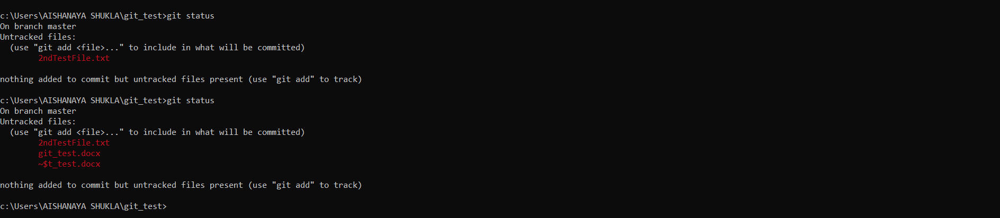 c:\Users\AISHANAYA SHUKLA\git_test>git status
On branch master
Untracked files:
  (use "git add <file>..." to include in what will be committed)
        2ndTestFile.txt

nothing added to commit but untracked files present (use "git add" to track)

c:\Users\AISHANAYA SHUKLA\git_test>git status
On branch master
Untracked files:
  (use "git add <file>..." to include in what will be committed)
        2ndTestFile.txt
        git_test.docx
        ~$t_test.docx

nothing added to commit but untracked files present (use "git add" to track)

c:\Users\AISHANAYA SHUKLA\git_test>